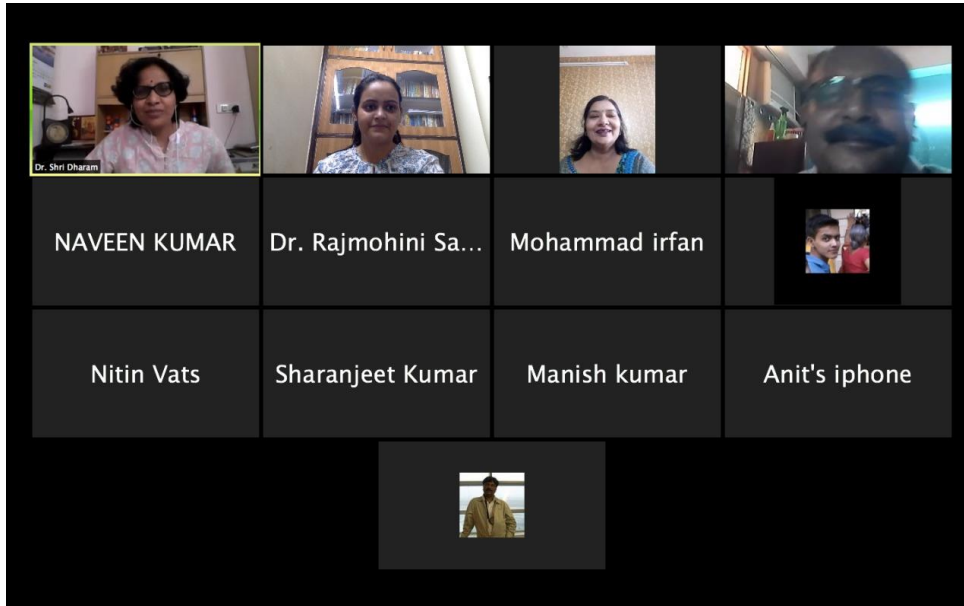 Dr. Shri Dharam
NAVEEN KUMAR
Dr. Rajmohini Sa...
Mohammad irfan
Nitin Vats
Sharanjeet Kumar
Manish kumar
Anit's iphone